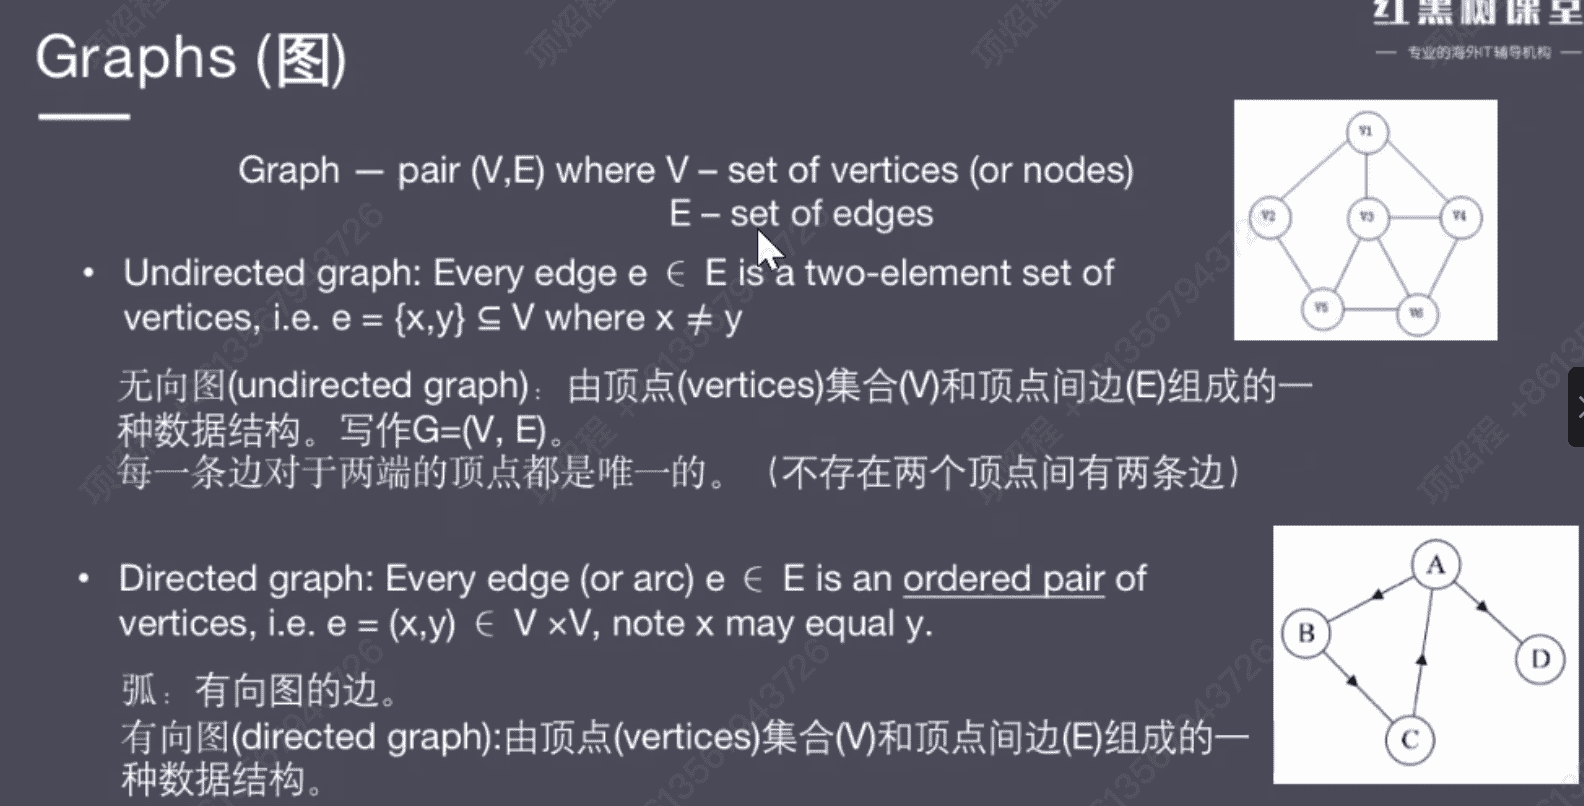 Graphs (图)
红黑树课堂
— 专业的海外IT辅导机构 —
Graph — pair (V,E) where V – set of vertices (or nodes)
E – set of edges
• Undirected graph: Every edge e ∈ E is a two-element set of
vertices, i.e. e = {x,y} ⊆ V where x ≠ y
V1
V2
V3
V4
V5
V6
无向图(undirected graph)：由顶点(vertices)集合(V)和顶点间边(E)组成的一
种数据结构。写作G=(V, E)。
每一条边对于两端的顶点都是唯一的。（不存在两个顶点间有两条边）
• Directed graph: Every edge (or arc) e ∈ E is an ordered pair of
vertices, i.e. e = (x,y) ∈ V ×V, note x may equal y.
A
B
D
C
弧：有向图的边。
有向图(directed graph):由顶点(vertices)集合(V)和顶点间边(E)组成的一
种数据结构。
项炤程 +8613567943726